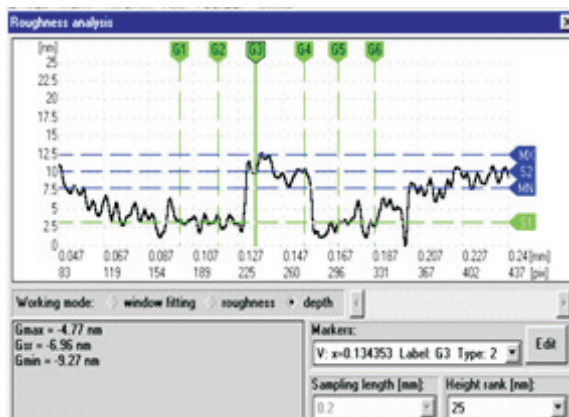 Roughness analysis
[nm] G1 G2 G3 G4 G5 G6
25
22.5
20
17.5
15
12.5 MX
10 S2
7.5 MN
5
2.5 S1
0
0.047 0.067 0.087 0.107 0.127 0.147 0.167 0.187 0.207 0.227 0.24 [mm]
83 119 154 189 225 260 296 331 367 402 437 [pix]
Working mode: window fitting roughness depth
Gmax = -4.77 nm
Gsr = -6.96 nm
Gmin = -9.27 nm
Markers:
V: x=0.134353 Label: G3 Type: 2 Edit
Sampling length [mm]: Height rank [nm]:
0.2 25